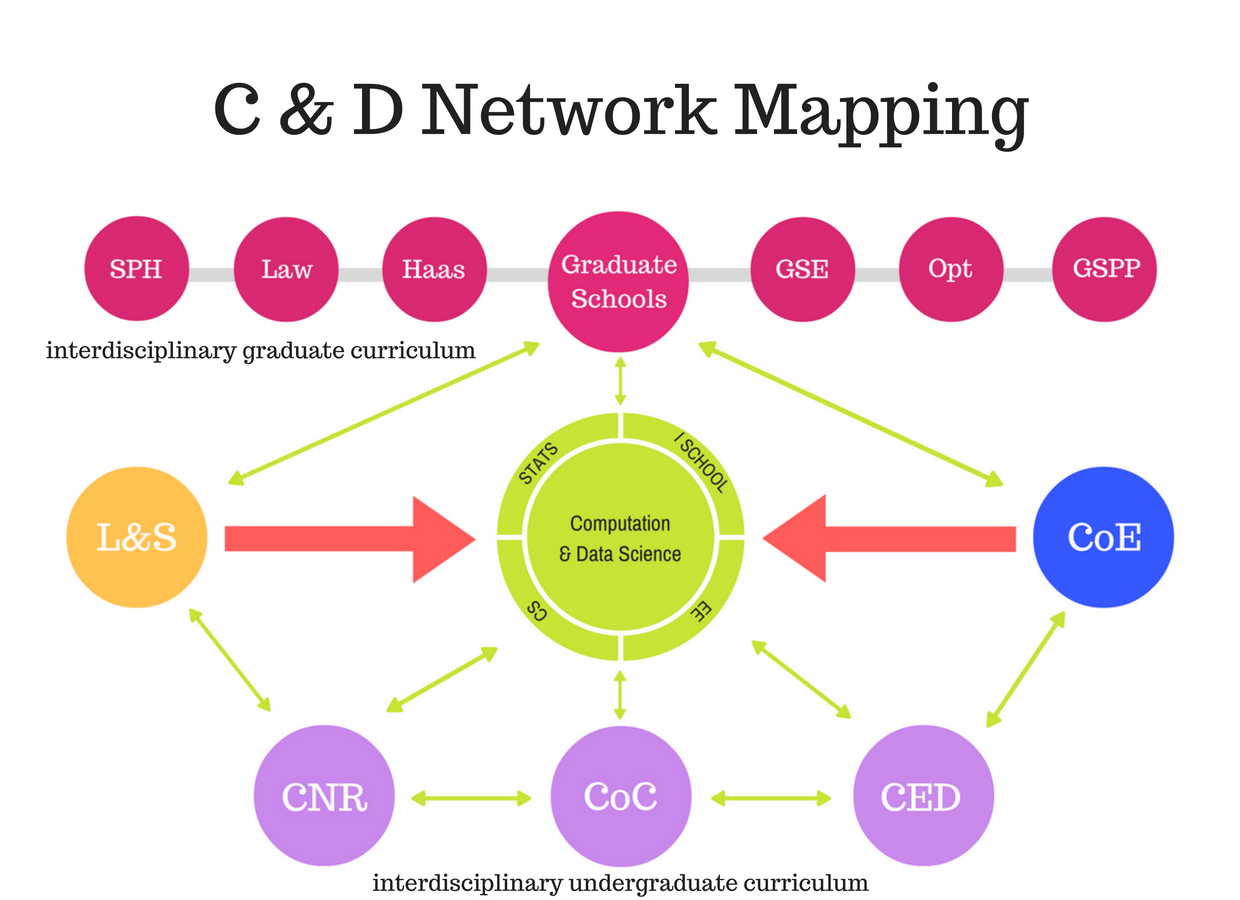 C & D Network Mapping
SPH
Law
Haas
Graduate
Schools
GSE
Opt
GSPP
interdisciplinary graduate curriculum
STATS
I SCHOOL
L&S
Computation
& Data Science
CoE
CS
EE
CNR
CoC
CED
interdisciplinary undergraduate curriculum